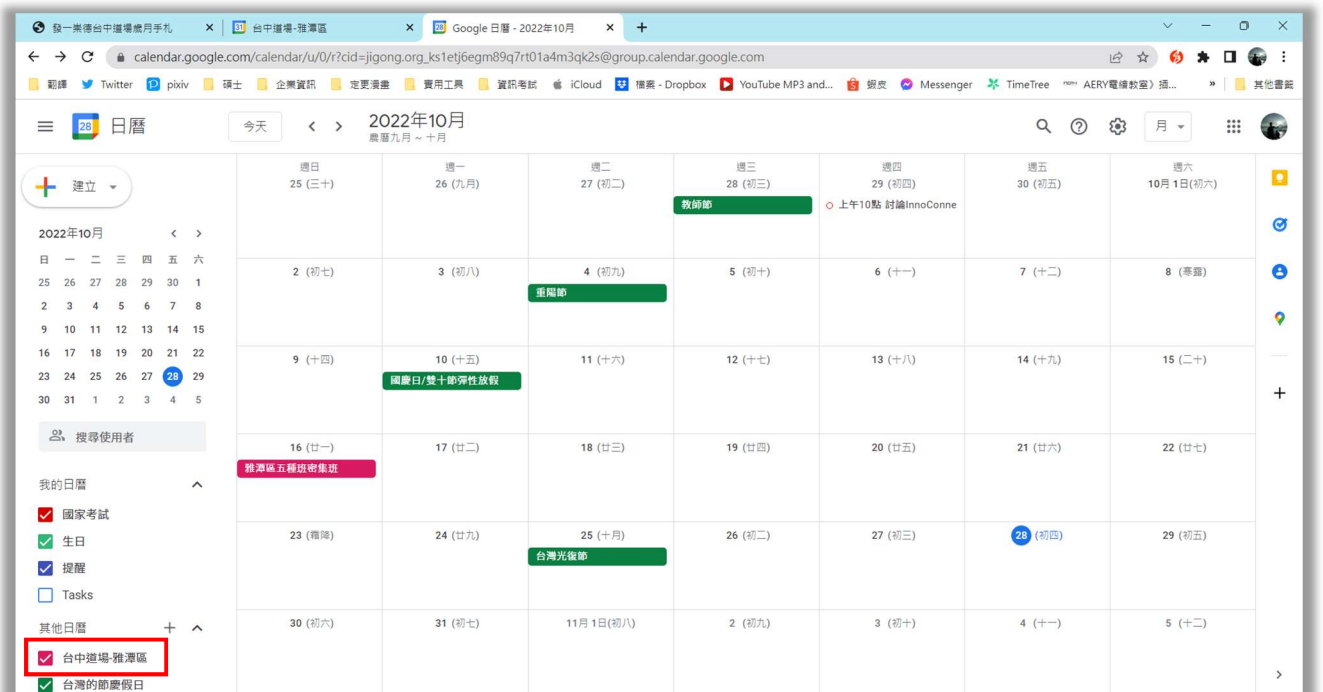 發一崇德台中道場歲月手札
台中道場-雅潭區
Google 日曆 - 2022年10月
calendar.google.com/calendar/u/0/r?cid=jigong.org_ks1etj6egm89q7rt01a4m3qk2s@group.calendar.google.com
翻譯 Twitter pixiv 碩士 企業資訊 定更漫畫 實用工具 資訊考試 iCloud 檔案 - Dropbox YouTube MP3 and... 蝦皮 Messenger TimeTree AERY電繪教室》插... » 其他書籤
28 日曆 今天 2022年10月 月
農曆九月 ~ 十月
建立
2022年10月
日 一 二 三 四 五 六
25 26 27 28 29 30 1
2 3 4 5 6 7 8
9 10 11 12 13 14 15
16 17 18 19 20 21 22
23 24 25 26 27 28 29
30 31 1 2 3 4 5
搜尋使用者
我的日曆
國家考試
生日
提醒
Tasks
其他日曆
台中道場-雅潭區
台灣的節慶假日
週日 週一 週二 週三 週四 週五 週六
25 (三十) 26 (九月) 27 (初二) 28 (初三) 29 (初四) 30 (初五) 10月 1日(初六)
教師節 上午10點 討論InnoConne
2 (初七) 3 (初八) 4 (初九) 5 (初十) 6 (十一) 7 (十二) 8 (寒露)
重陽節
9 (十四) 10 (十五) 11 (十六) 12 (十七) 13 (十八) 14 (十九) 15 (二十)
國慶日/雙十節彈性放假
16 (廿一) 17 (廿二) 18 (廿三) 19 (廿四) 20 (廿五) 21 (廿六) 22 (廿七)
雅潭區五種班密集班
23 (霜降) 24 (廿九) 25 (十月) 26 (初二) 27 (初三) 28 (初四) 29 (初五)
台灣光復節
30 (初六) 31 (初七) 11月 1日(初八) 2 (初九) 3 (初十) 4 (十一) 5 (十二)